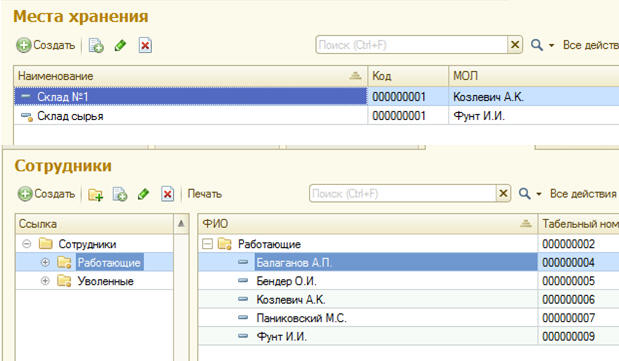 Места хранения
Создать Поиск (Ctrl+F) Все действ
Наименование Код МОЛ
Склад №1 000000001 Козлевич А.К.
Склад сырья 000000001 Фунт И.И.
Сотрудники
Создать Печать Поиск (Ctrl+F) Все действия
Ссылка ФИО Табельный ном
Сотрудники Работающие 000000002
Работающие Балаганов А.П. 000000004
Уволенные Бендер О.И. 000000005
Козлевич А.К. 000000006
Паниковский М.С. 000000007
Фунт И.И. 000000009